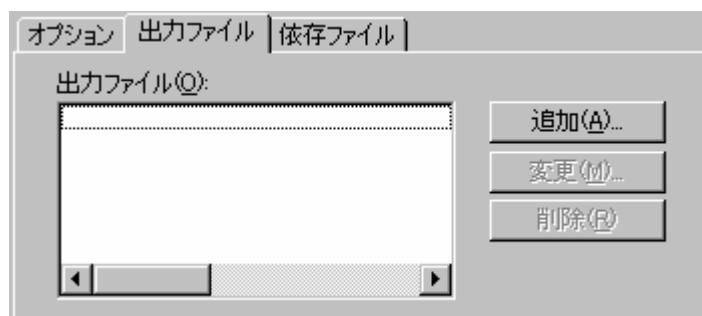 オプション 出力ファイル 依存ファイル
出力ファイル(O):
追加(A)...
変更(M)...
削除(R)